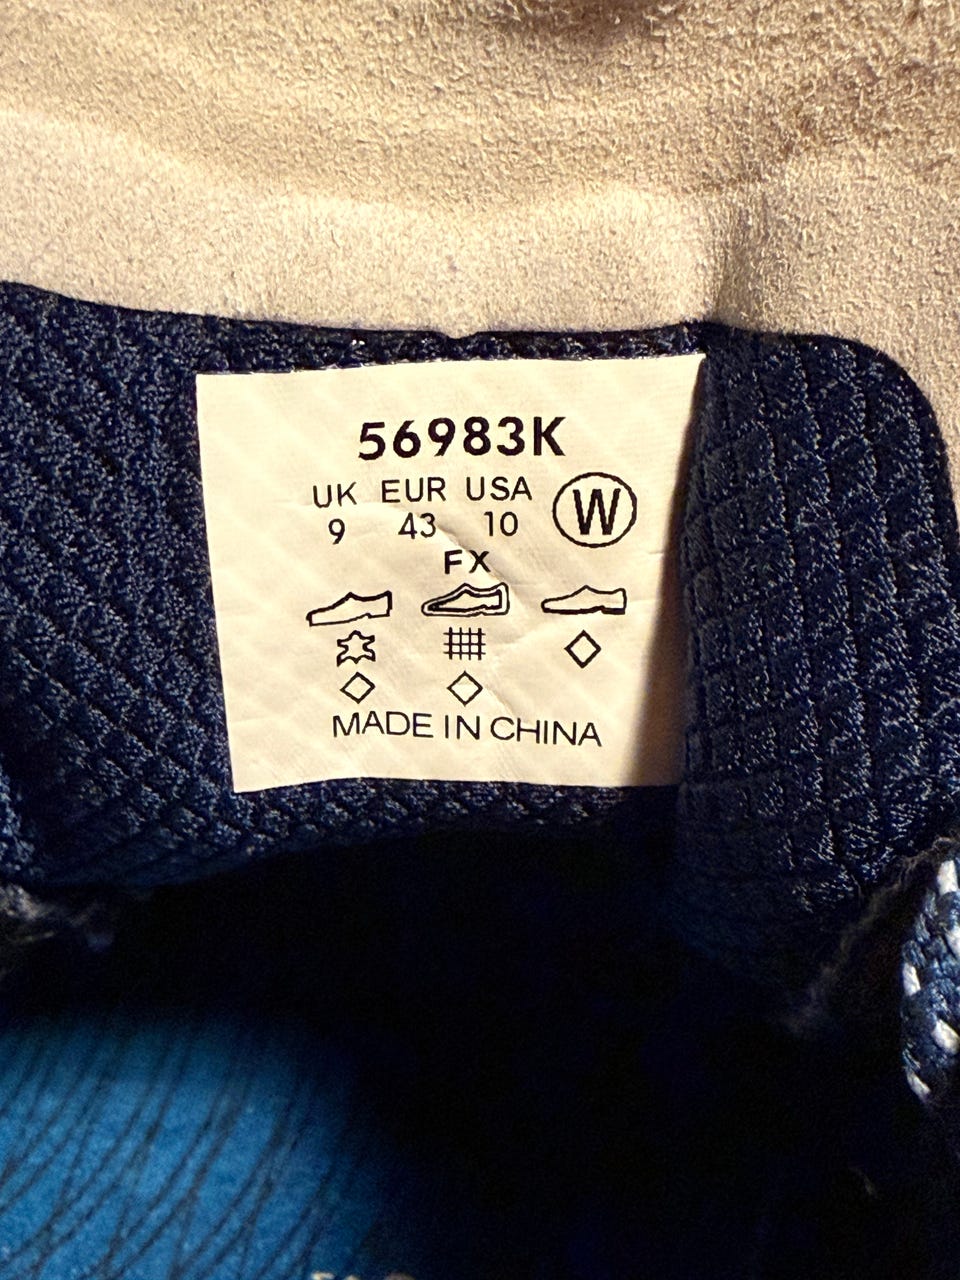 56983K
UK EUR USA W
9 43 10
FX
MADE IN CHINA